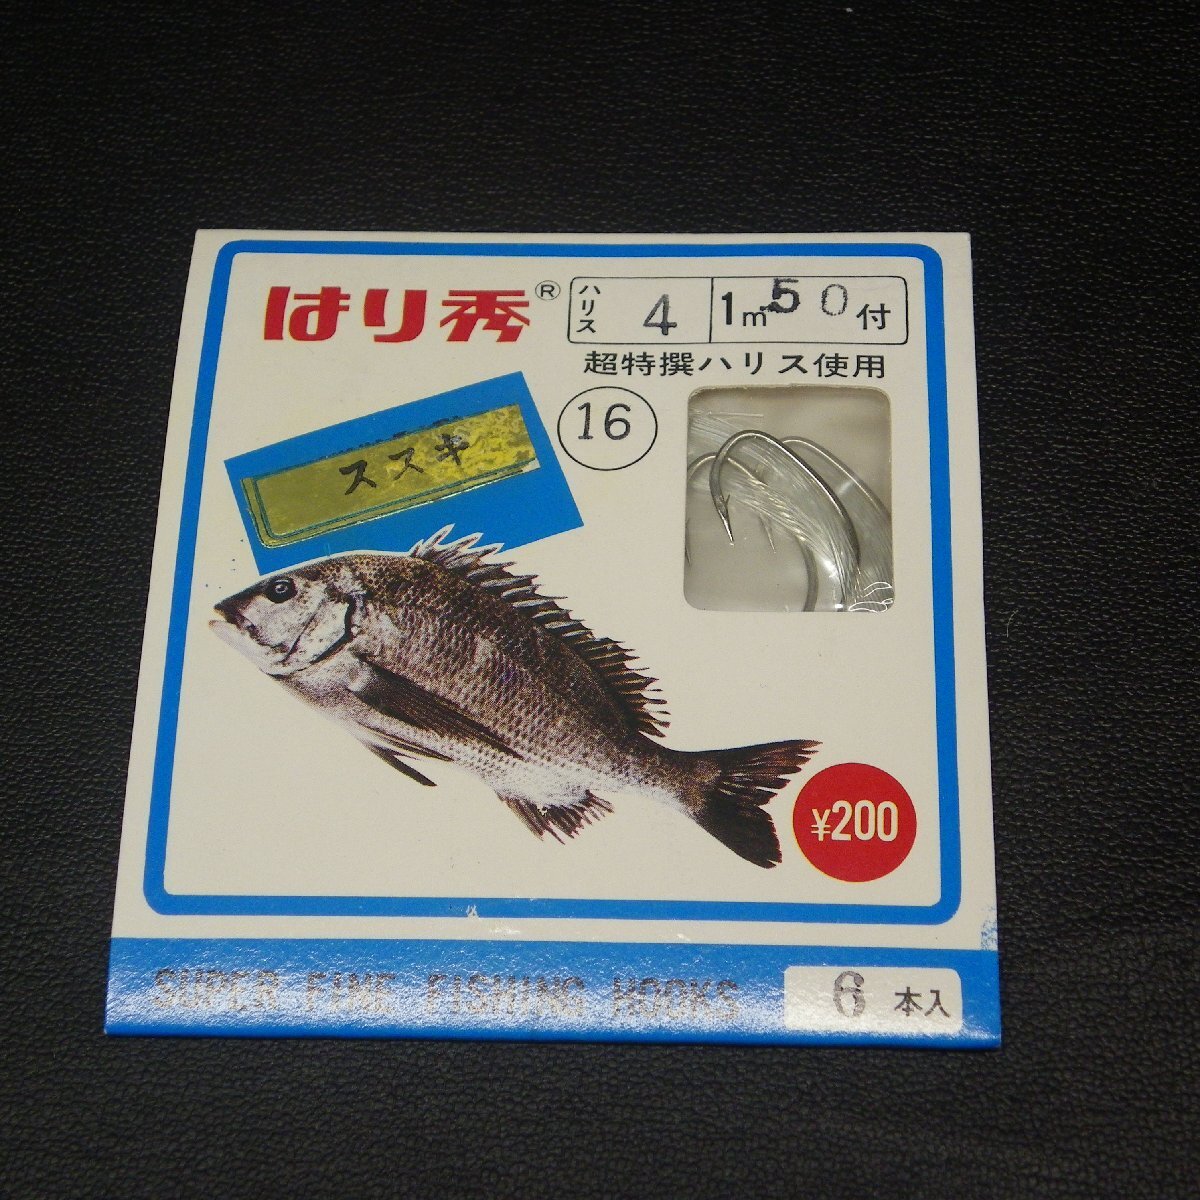 はり秀®
ハリス 4 1m50付
超特撰ハリス使用
16
ススキ
¥200
SUPER FINE FISHING HOOKS
6本入